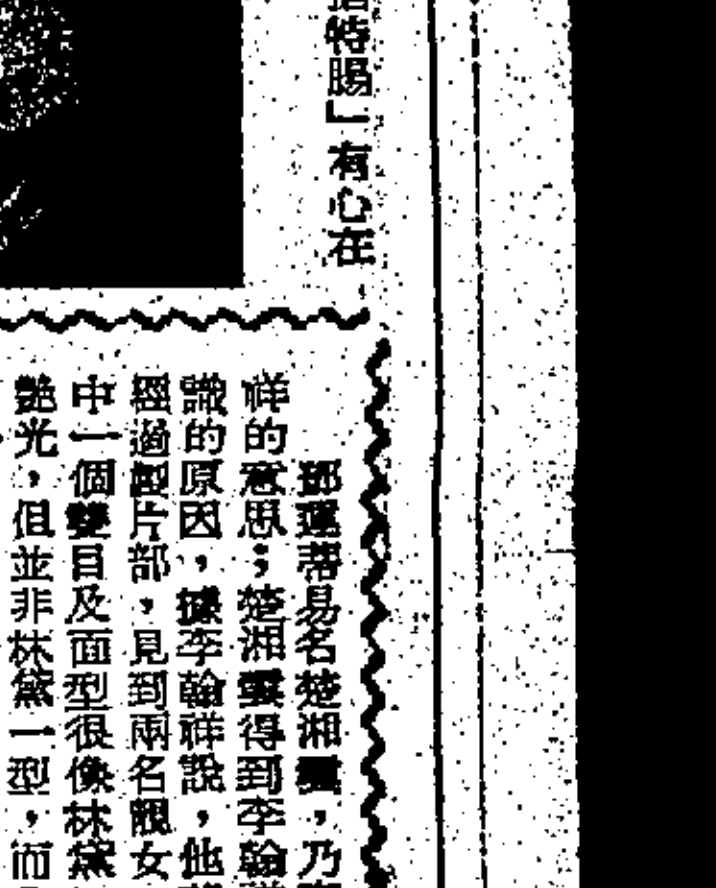 特賜」有心在
鄧蓮蒂易名楚湘雲，乃
祥的意思；楚湘雲得到李翰
識的原因，據李翰祥說，他
經過製片部，見到兩名靚女
中一個雙目及面型很像林黛
艷光，但並非林黛一型，而